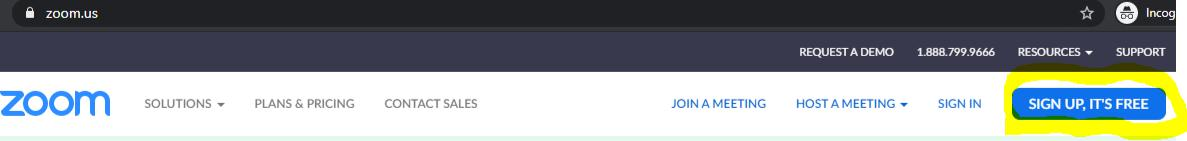 zoom.us Incog
REQUEST A DEMO 1.888.799.9666 RESOURCES SUPPORT
zoom SOLUTIONS PLANS & PRICING CONTACT SALES JOIN A MEETING HOST A MEETING SIGN IN SIGN UP, IT'S FREE